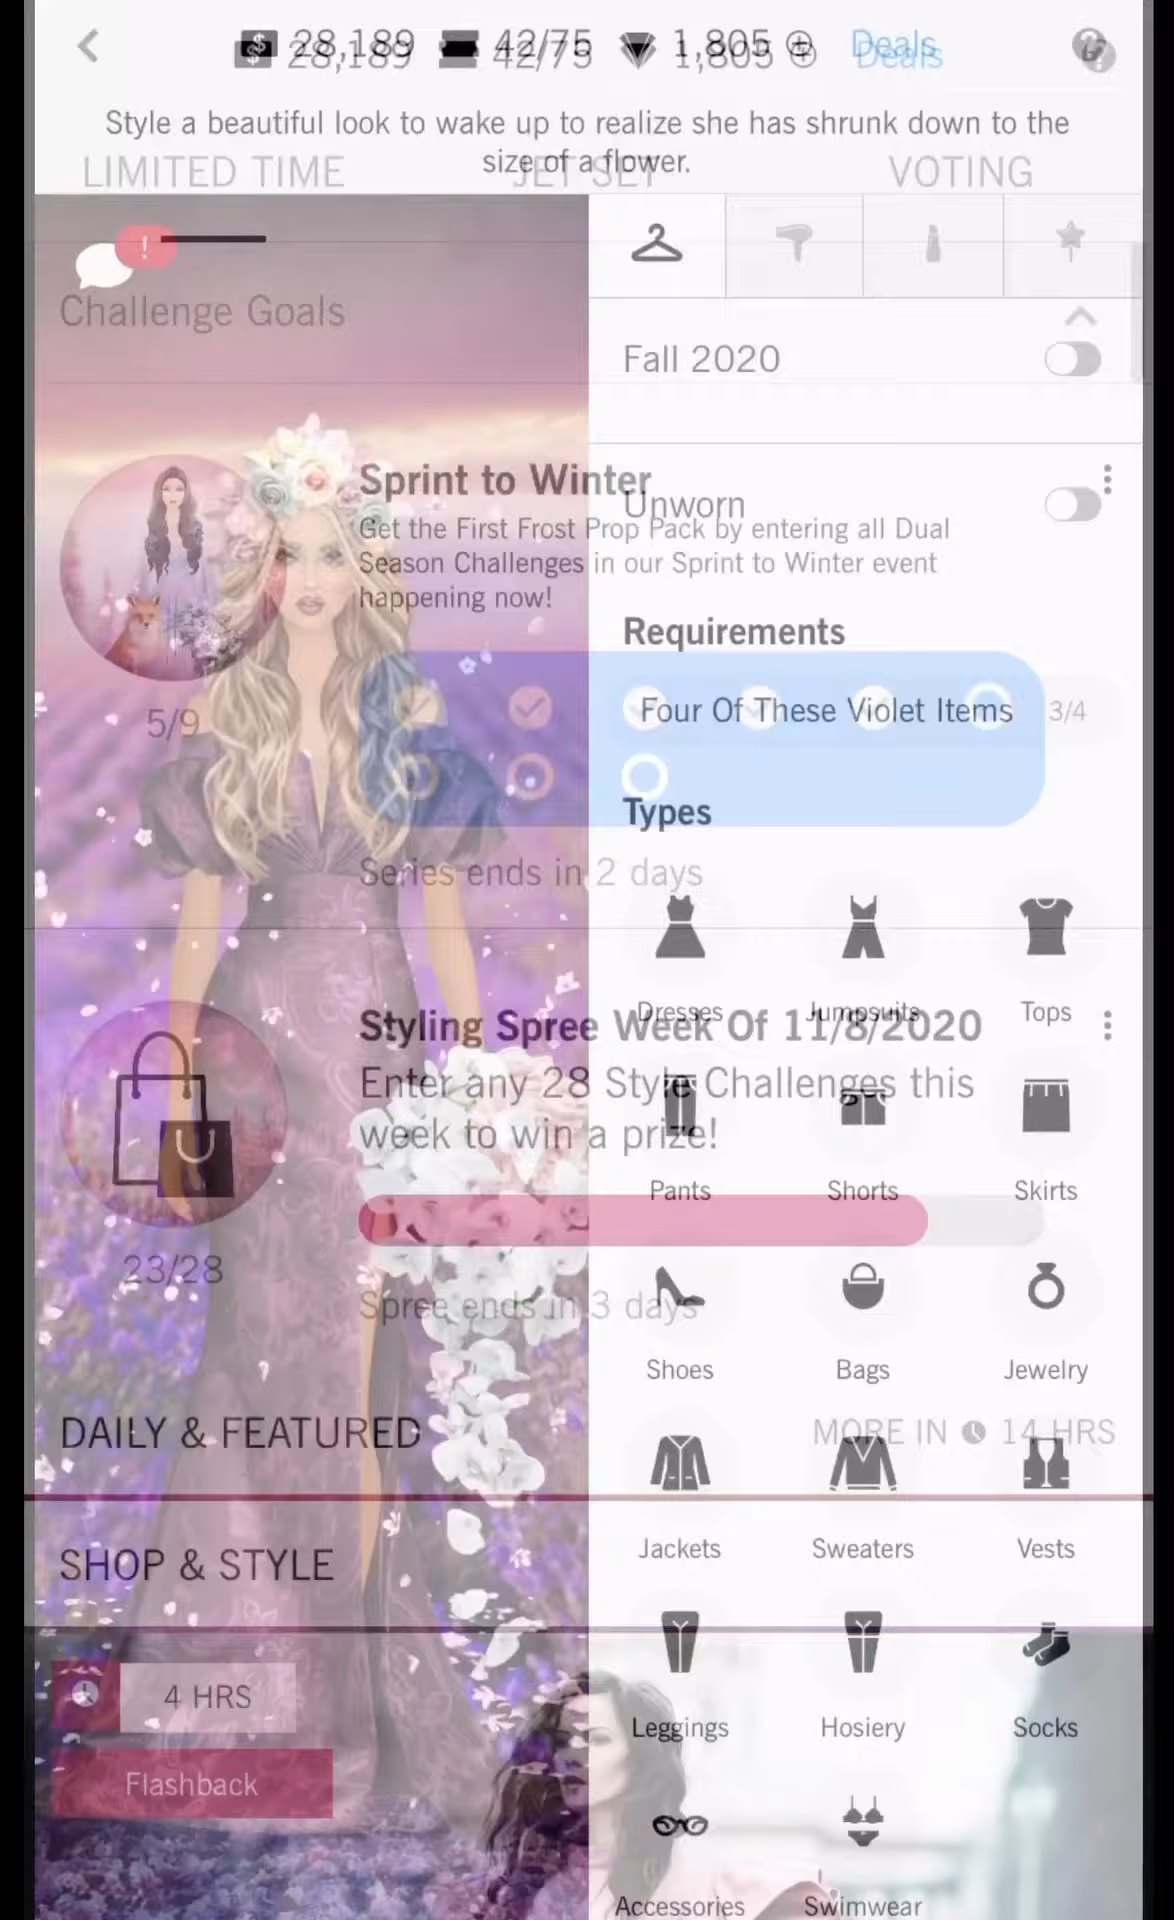 28,189 42/75 1,805 Deals
Style a beautiful look to wake up to realize she has shrunk down to the
size of a flower.
LIMITED TIME JET SET VOTING
!
Challenge Goals
Fall 2020
Sprint to Winter
Unworn
Get the First Frost Prop Pack by entering all Dual
Season Challenges in our Sprint to Winter event
happening now!
Requirements
5/9
Four Of These Violet Items 3/4
Types
Series ends in 2 days
Dresses Jumpsuits Tops
Styling Spree Week Of 11/8/2020
Enter any 28 Style Challenges this
week to win a prize!
Pants Shorts Skirts
23/28
Spree ends in 3 days
Shoes Bags Jewelry
DAILY & FEATURED MORE IN 14 HRS
Jackets Sweaters Vests
SHOP & STYLE
4 HRS
Leggings Hosiery Socks
Flashback
Accessories Swimwear